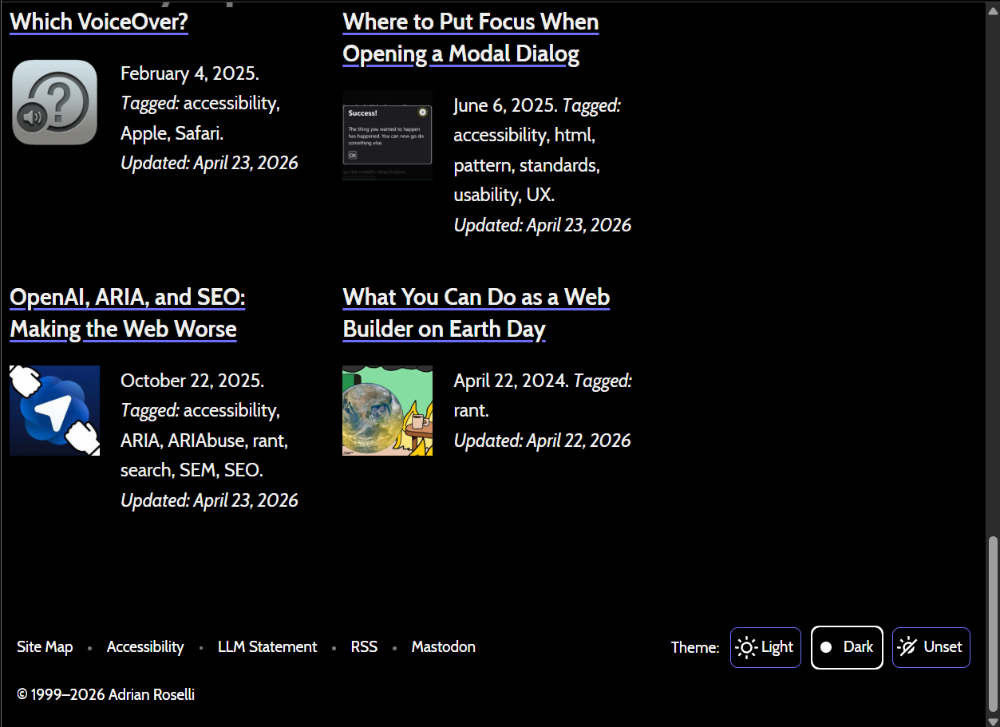 Which VoiceOver?
February 4, 2025.
Tagged: accessibility,
Apple, Safari.
Updated: April 23, 2026
Where to Put Focus When
Opening a Modal Dialog
Success!
The thing you wanted to happen
has happened. You can now go do
something else.
OK
June 6, 2025. Tagged:
accessibility, html,
pattern, standards,
usability, UX.
Updated: April 23, 2026
OpenAI, ARIA, and SEO:
Making the Web Worse
October 22, 2025.
Tagged: accessibility,
ARIA, ARIAbuse, rant,
search, SEM, SEO.
Updated: April 23, 2026
What You Can Do as a Web
Builder on Earth Day
April 22, 2024. Tagged:
rant.
Updated: April 22, 2026
Site Map • Accessibility • LLM Statement • RSS • Mastodon
Theme: Light Dark Unset
© 1999–2026 Adrian Roselli